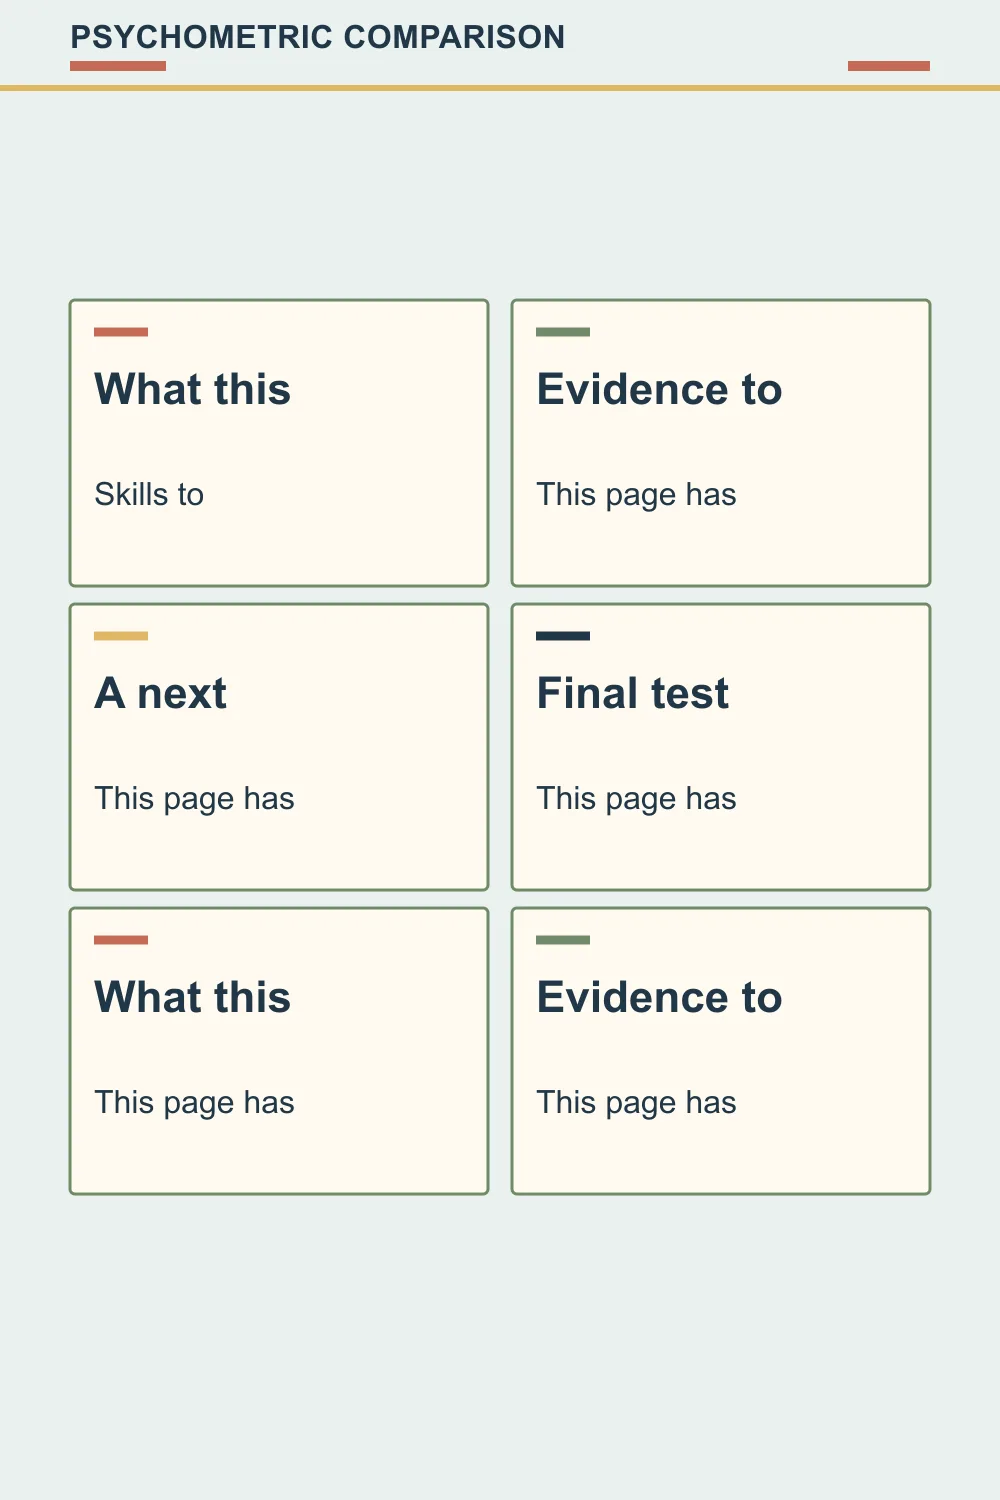 PSYCHOMETRIC COMPARISON
What this
Skills to
Evidence to
This page has
A next
This page has
Final test
This page has
What this
This page has
Evidence to
This page has